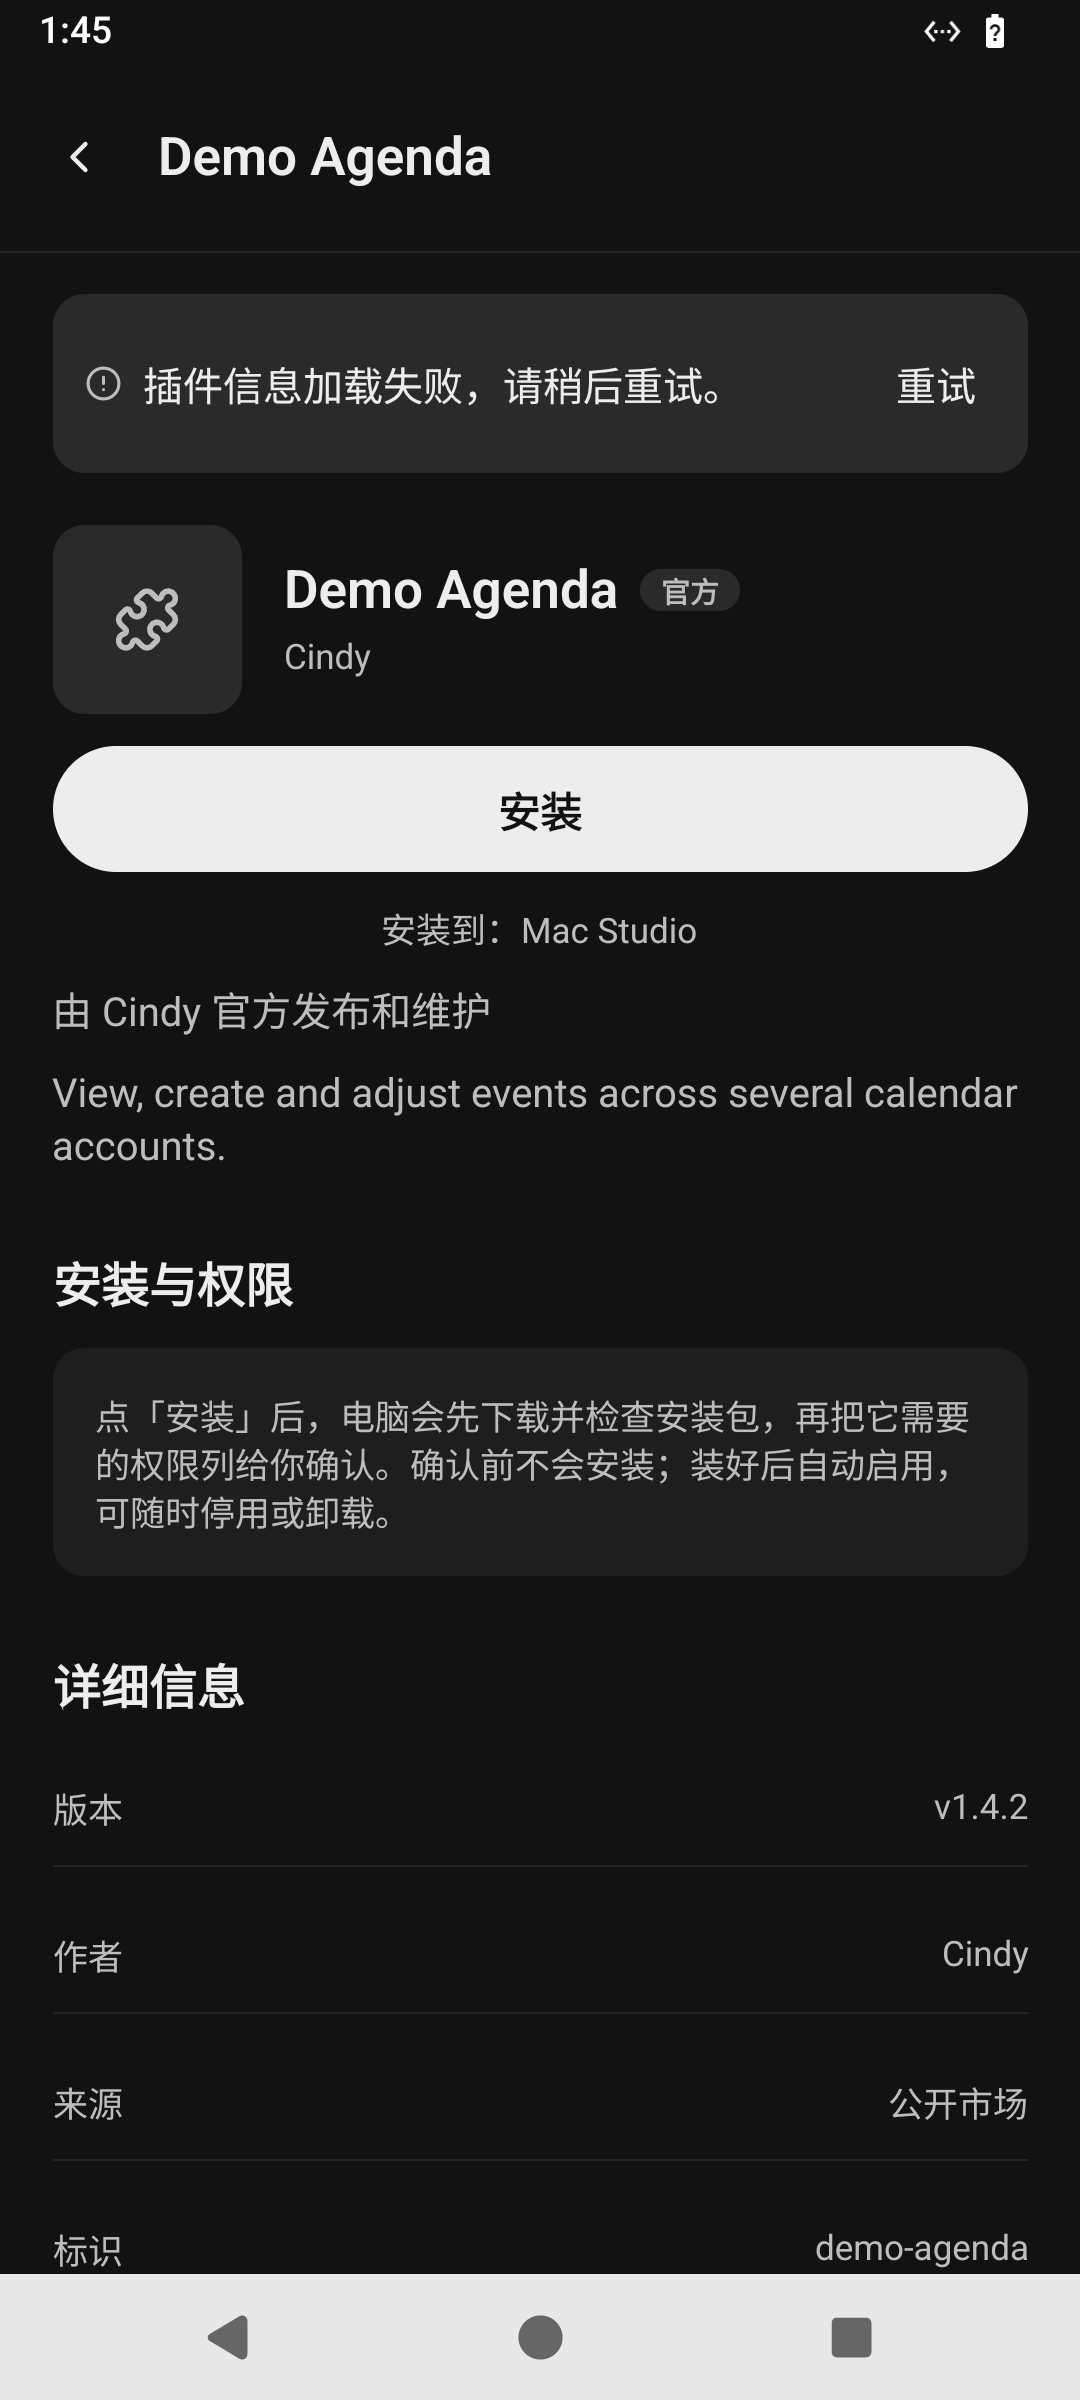 1:45
Demo Agenda
插件信息加载失败，请稍后重试。 重试
Demo Agenda 官方
Cindy
安装
安装到：Mac Studio
由 Cindy 官方发布和维护
View, create and adjust events across several calendar
accounts.
安装与权限
点「安装」后，电脑会先下载并检查安装包，再把它需要
的权限列给你确认。确认前不会安装；装好后自动启用，
可随时停用或卸载。
详细信息
版本 v1.4.2
作者 Cindy
来源 公开市场
标识 demo-agenda